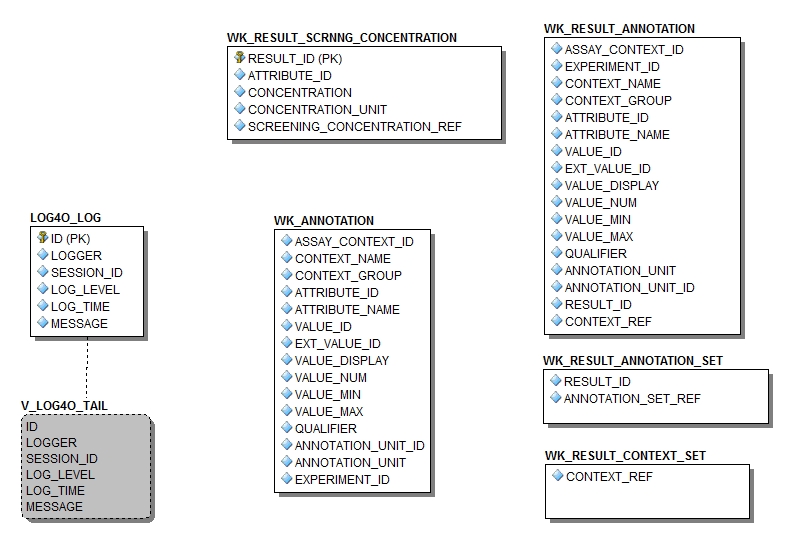 WK_RESULT_SCRNNG_CONCENTRATION
RESULT_ID (PK)
ATTRIBUTE_ID
CONCENTRATION
CONCENTRATION_UNIT
SCREENING_CONCENTRATION_REF
WK_RESULT_ANNOTATION
ASSAY_CONTEXT_ID
EXPERIMENT_ID
CONTEXT_NAME
CONTEXT_GROUP
ATTRIBUTE_ID
ATTRIBUTE_NAME
VALUE_ID
EXT_VALUE_ID
VALUE_DISPLAY
VALUE_NUM
VALUE_MIN
VALUE_MAX
QUALIFIER
ANNOTATION_UNIT
ANNOTATION_UNIT_ID
RESULT_ID
CONTEXT_REF
LOG4O_LOG
ID (PK)
LOGGER
SESSION_ID
LOG_LEVEL
LOG_TIME
MESSAGE
WK_ANNOTATION
ASSAY_CONTEXT_ID
CONTEXT_NAME
CONTEXT_GROUP
ATTRIBUTE_ID
ATTRIBUTE_NAME
VALUE_ID
EXT_VALUE_ID
VALUE_DISPLAY
VALUE_NUM
VALUE_MIN
VALUE_MAX
QUALIFIER
ANNOTATION_UNIT_ID
ANNOTATION_UNIT
EXPERIMENT_ID
WK_RESULT_ANNOTATION_SET
RESULT_ID
ANNOTATION_SET_REF
V_LOG4O_TAIL
ID
LOGGER
SESSION_ID
LOG_LEVEL
LOG_TIME
MESSAGE
WK_RESULT_CONTEXT_SET
CONTEXT_REF